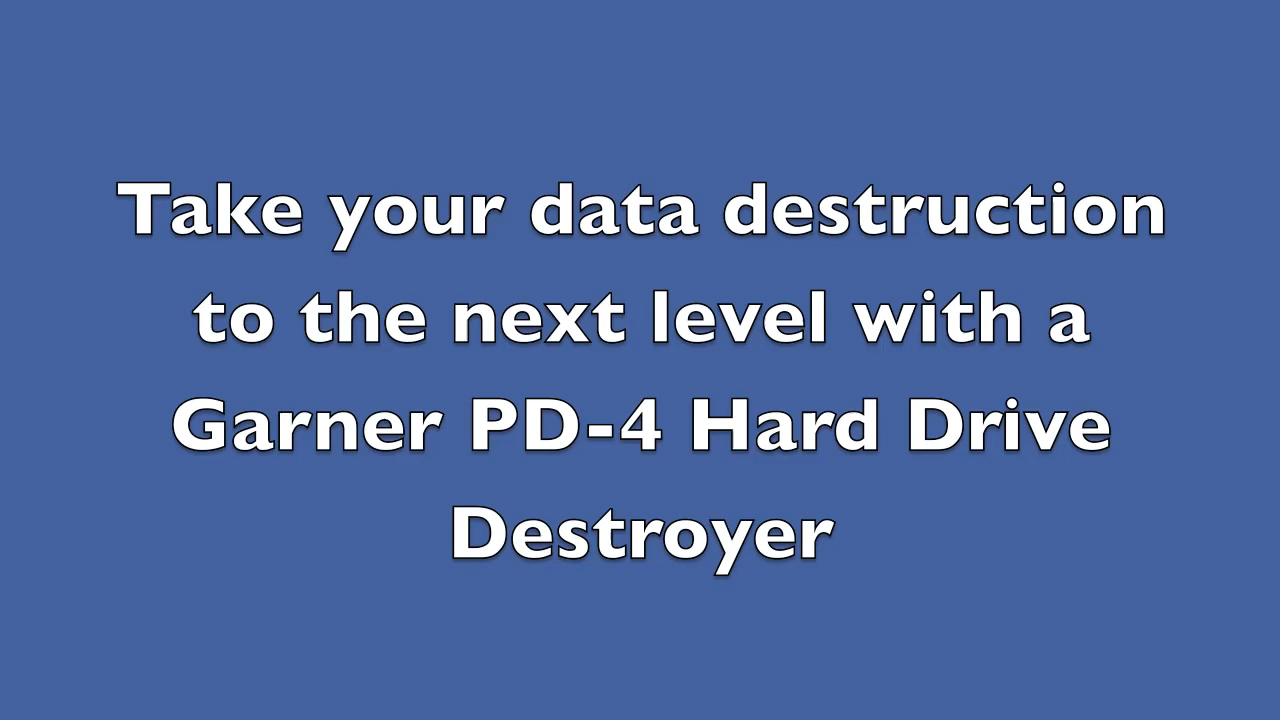 Take your data destruction
to the next level with a
Garner PD-4 Hard Drive
Destroyer